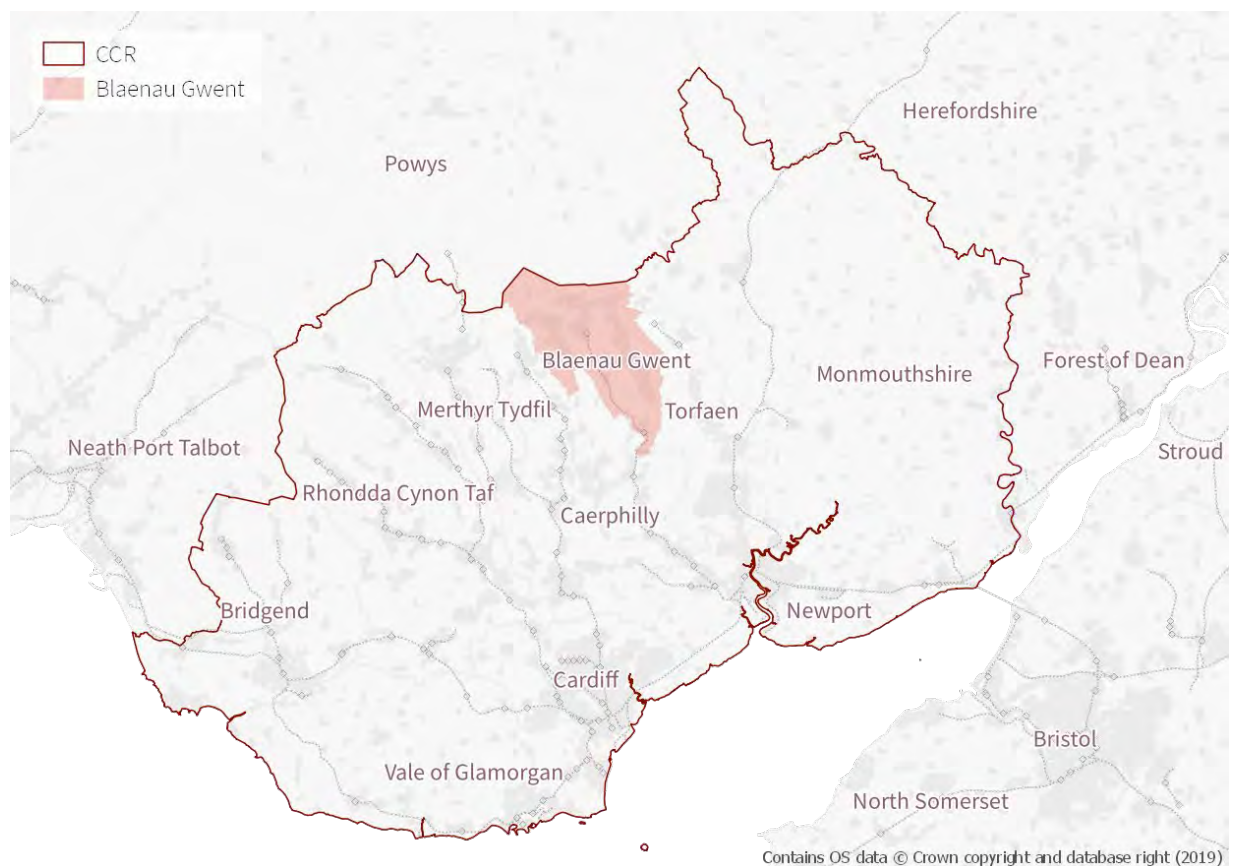 CCR
Blaenau Gwent
Herefordshire
Powys
Blaenau Gwent
Forest of Dean
Monmouthshire
Merthyr Tydfil
Torfaen
Neath Port Talbot
Stroud
Rhondda Cynon Taf
Caerphilly
Bridgend
Newport
Cardiff
Bristol
Vale of Glamorgan
North Somerset
Contains OS data © Crown copyright and database right (2019)